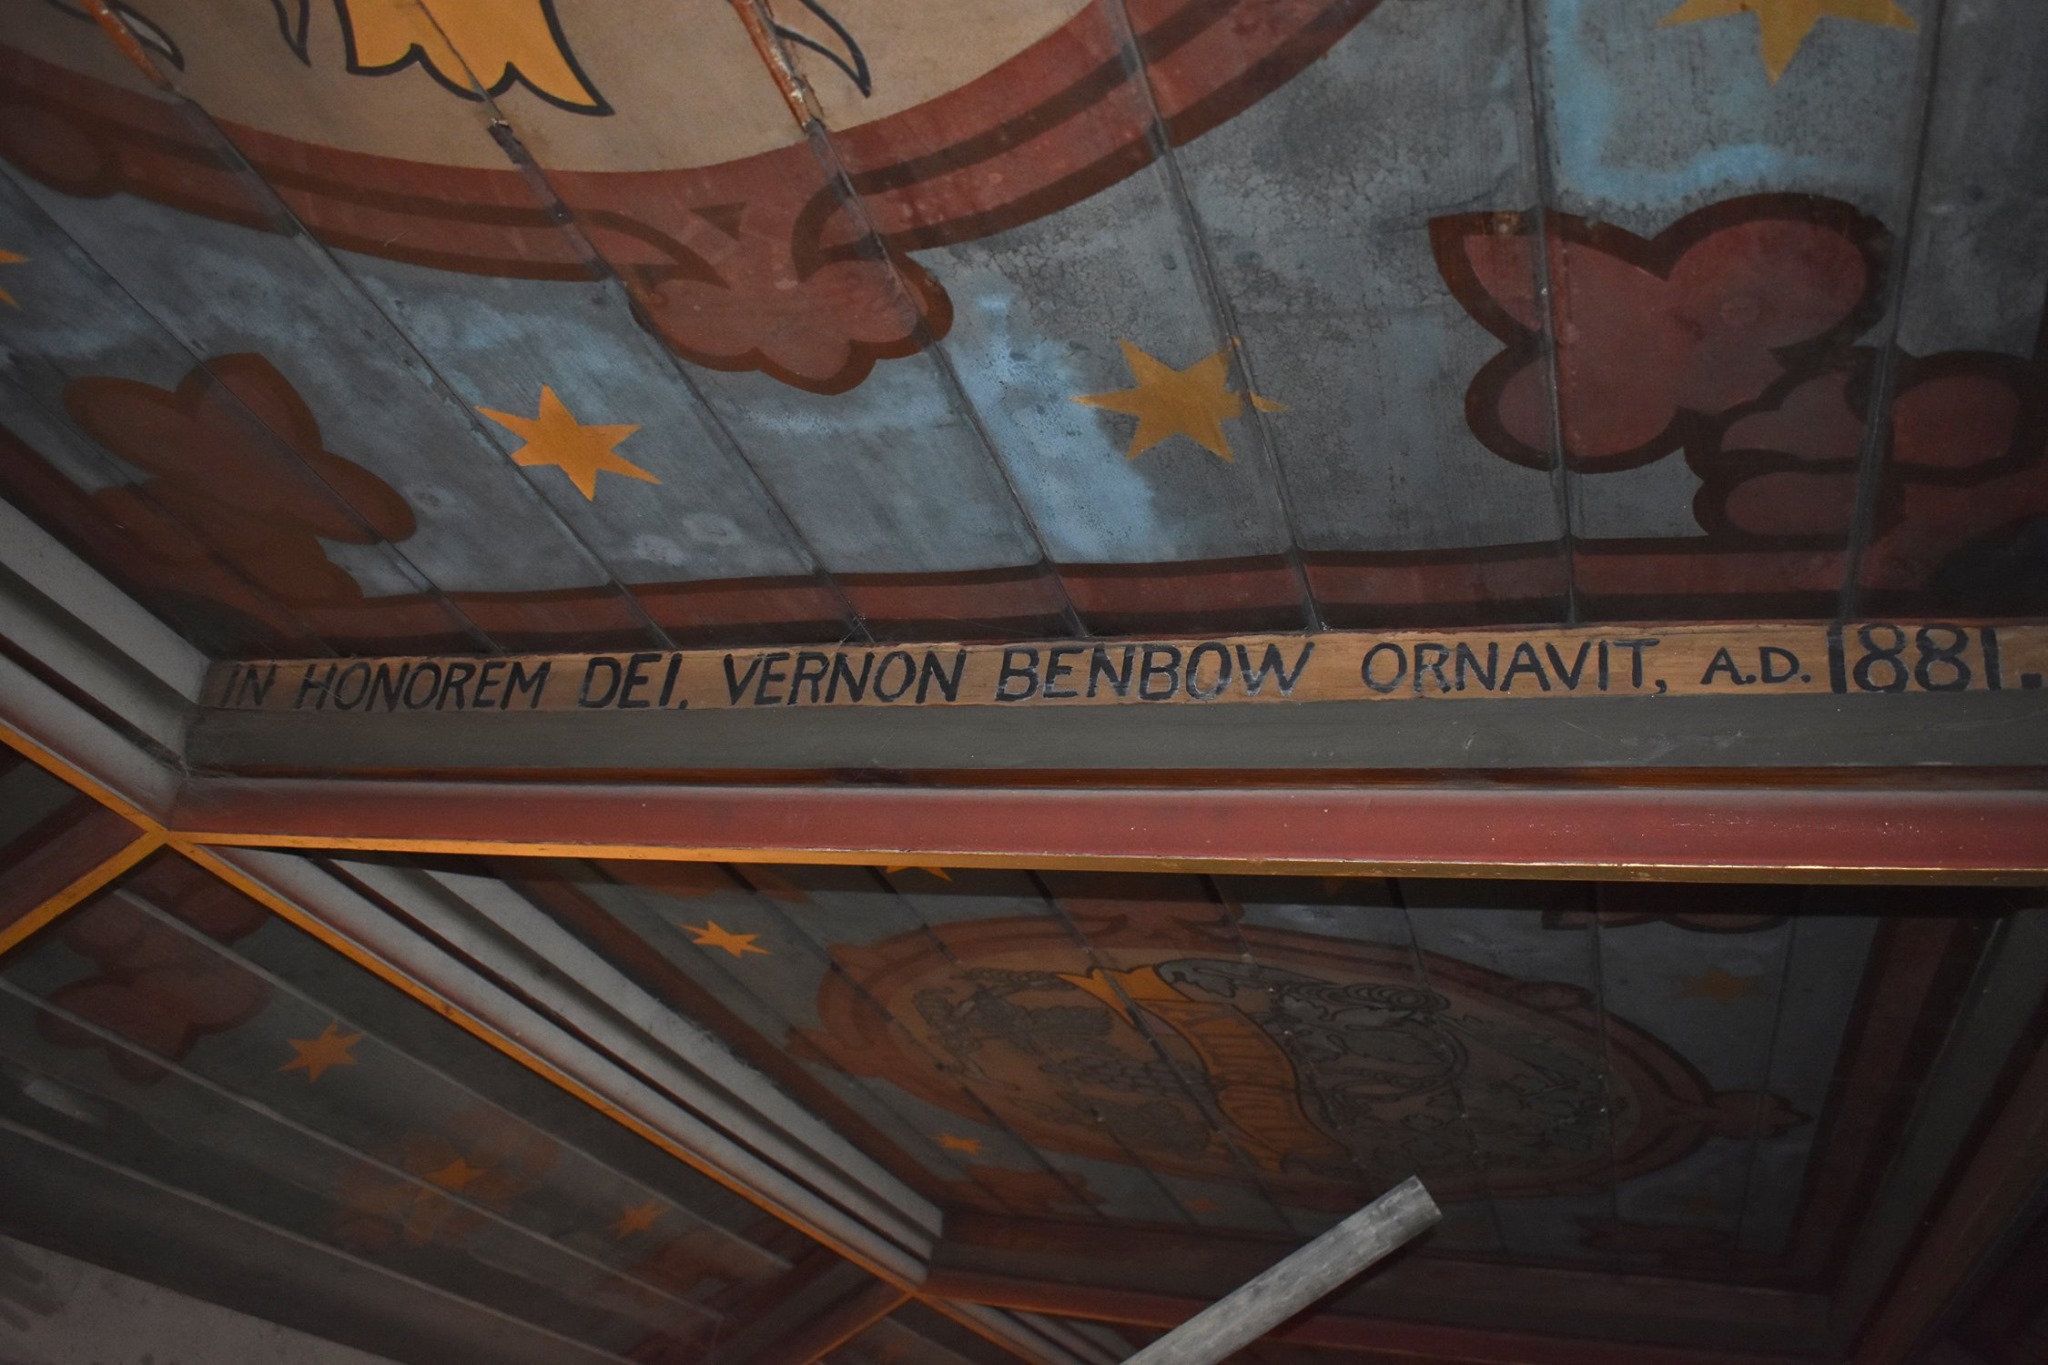 IN HONOREM DEI. VERNON BENBOW ORNAVIT, A.D. 1881.